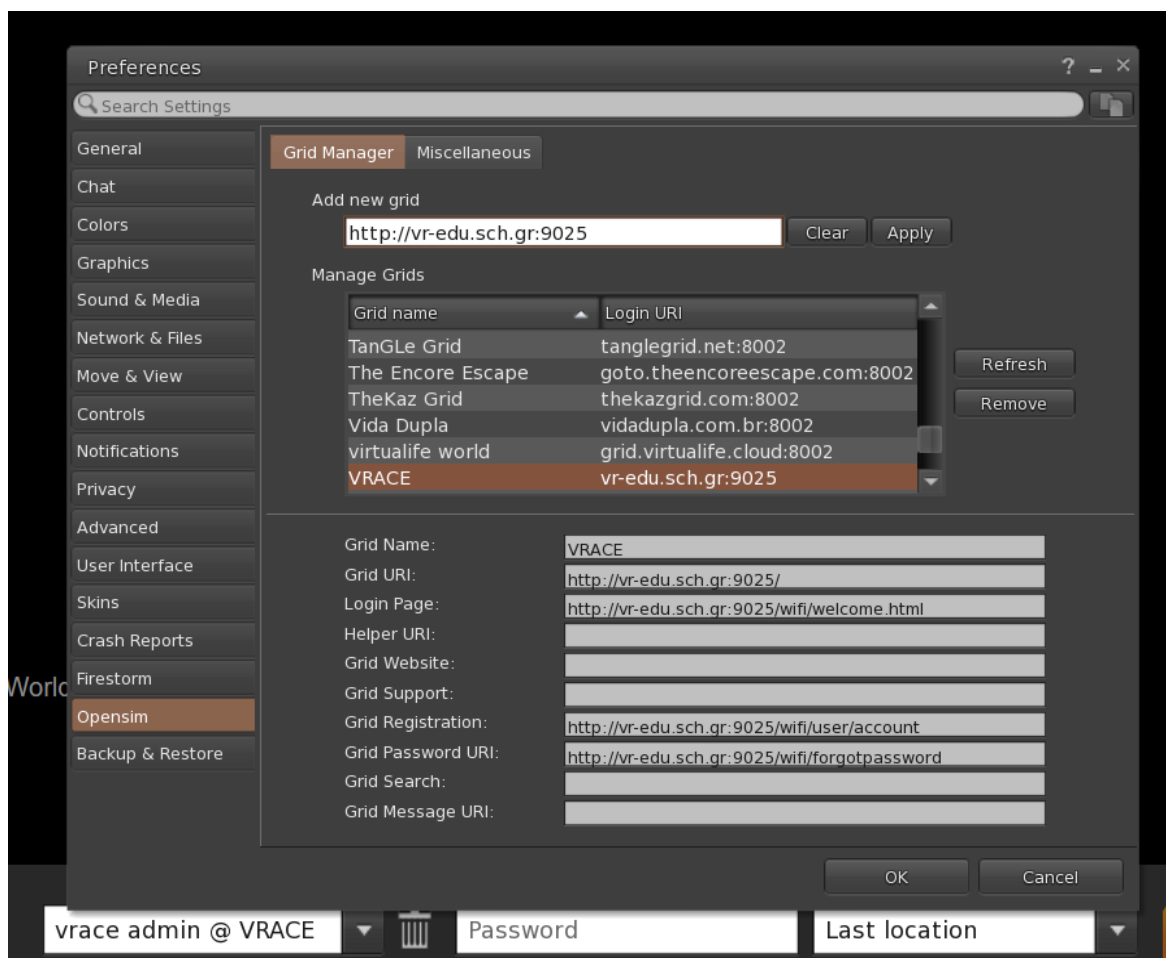 Preferences ? _ ×
Search Settings
General
Chat
Colors
Graphics
Sound & Media
Network & Files
Move & View
Controls
Notifications
Privacy
Advanced
User Interface
Skins
Crash Reports
Firestorm
Opensim
Backup & Restore
Grid Manager Miscellaneous
Add new grid
http://vr-edu.sch.gr:9025 Clear Apply
Manage Grids
Grid name Login URI
TanGLe Grid tanglegrid.net:8002
The Encore Escape goto.theencoreescape.com:8002
TheKaz Grid thekazgrid.com:8002
Vida Dupla vidadupla.com.br:8002
virtualife world grid.virtualife.cloud:8002
VRACE vr-edu.sch.gr:9025
Refresh
Remove
Grid Name: VRACE
Grid URI: http://vr-edu.sch.gr:9025/
Login Page: http://vr-edu.sch.gr:9025/wifi/welcome.html
Helper URI:
Grid Website:
Grid Support:
Grid Registration: http://vr-edu.sch.gr:9025/wifi/user/account
Grid Password URI: http://vr-edu.sch.gr:9025/wifi/forgotpassword
Grid Search:
Grid Message URI:
OK Cancel
vrace admin @ VRACE Password Last location